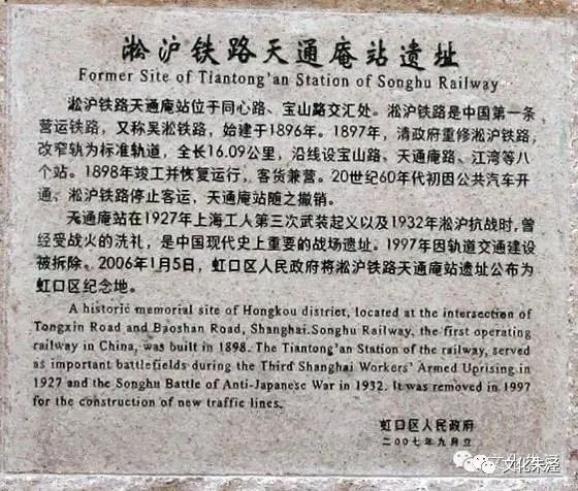 淞沪铁路天通庵站遗址
Former Site of Tiantong'an Station of Songhu Railway
淞沪铁路天通庵站位于同心路、宝山路交汇处。淞沪铁路是中国第一条
营运铁路，又称吴淞铁路，始建于1896年。1897年，清政府重修淞沪铁路，
改窄轨为标准轨道，全长16.09公里，沿线设宝山路、天通庵路、江湾等八
个站。1898年竣工并恢复运行，客货兼营。20世纪60年代初因公共汽车开
通、淞沪铁路停止客运，天通庵站随之撤销。
天通庵站在1927年上海工人第三次武装起义以及1932年淞沪抗战时，曾
经受战火的洗礼，是中国现代史上重要的战场遗址。1997年因轨道交通建设
被拆除。2006年1月5日，虹口区人民政府将淞沪铁路天通庵站遗址公布为
虹口区纪念地。
A historic memorial site of Hongkou district, located at the intersection of
Tongxin Road and Baoshan Road, Shanghai.Songhu Railway, the first operating
railway in China, was built in 1898. The Tiantong'an Station of the railway, served
as important battlefields during the Third Shanghai Workers' Armed Uprising in
1927 and the Songhu Battle of Anti-Japanese War in 1932. It was removed in 1997
for the construction of new traffic lines.
虹口区人民政府
二〇〇七年九月立
文化朱泾